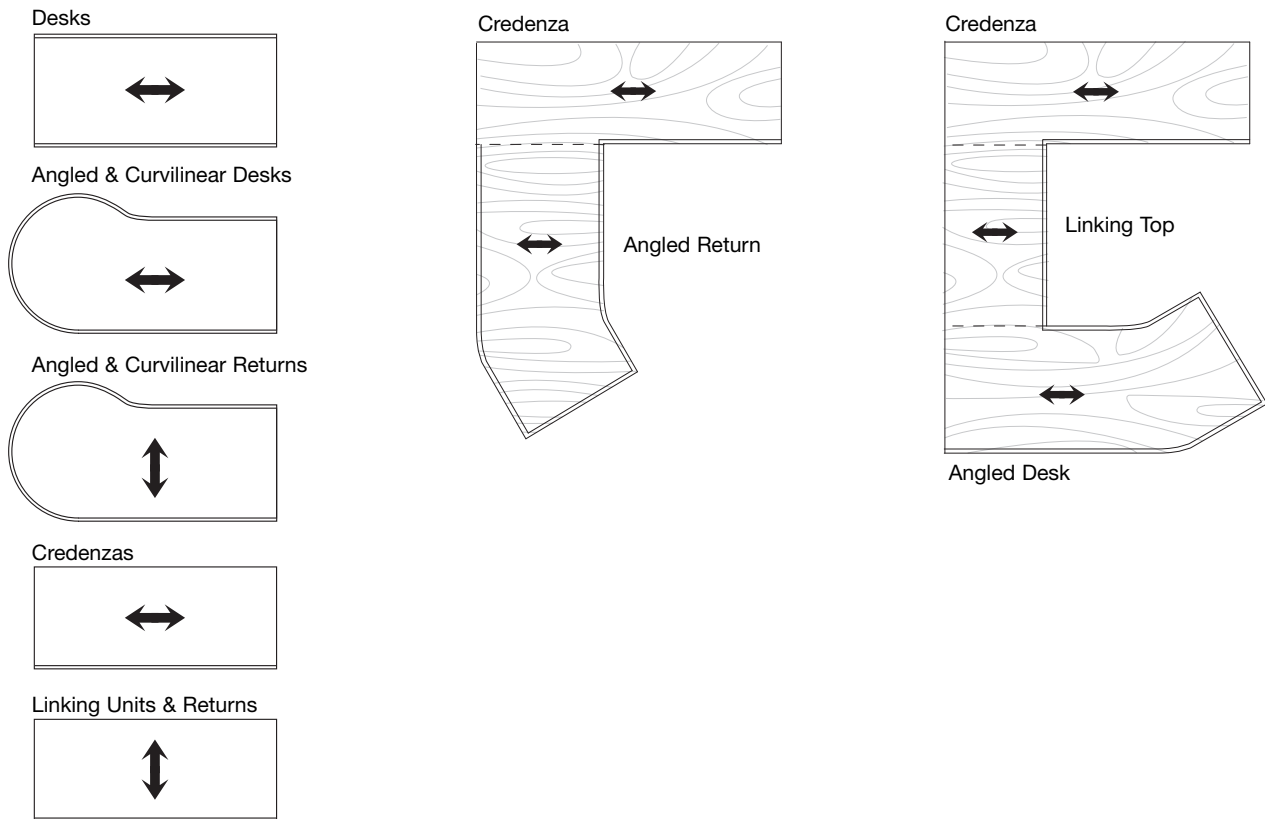 Desks
Angled & Curvilinear Desks
Angled & Curvilinear Returns
Credenzas
Linking Units & Returns
Credenza
Angled Return
Credenza
Linking Top
Angled Desk